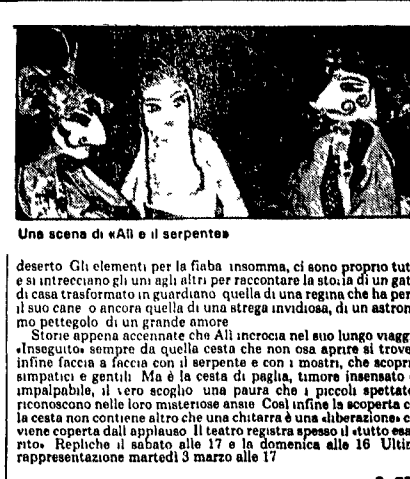 Una scena di «Alì e il serpente»
deserto Gli elementi per la fiaba insomma, ci sono proprio tut
e si intrecciano gli uni agli altri per raccontare la storia di un gat
di casa trasformato in guardiano quella di una regina che ha per
il suo cane o ancora quella di una strega invidiosa, di un astron
mo pettegolo di un grande amore
Storie appena accennate che Alì incrocia nel suo lungo viagg
«Inseguito» sempre da quella cesta che non osa aprire si trove
infine faccia a faccia con il serpente e con i mostri, che scopri
simpatici e gentili Ma è la cesta di paglia, timore insensato
impalpabile, il vero scoglio una paura che i piccoli spettato
riconoscono nelle loro misteriose ansie Così infine la scoperta c
la cesta non contiene altro che una chitarra è una «liberazione» c
viene coperta dall applauso Il teatro registra spesso il «tutto esa
rito». Repliche il sabato alle 17 e la domenica alle 16 Ultim
rappresentazione martedì 3 marzo alle 17